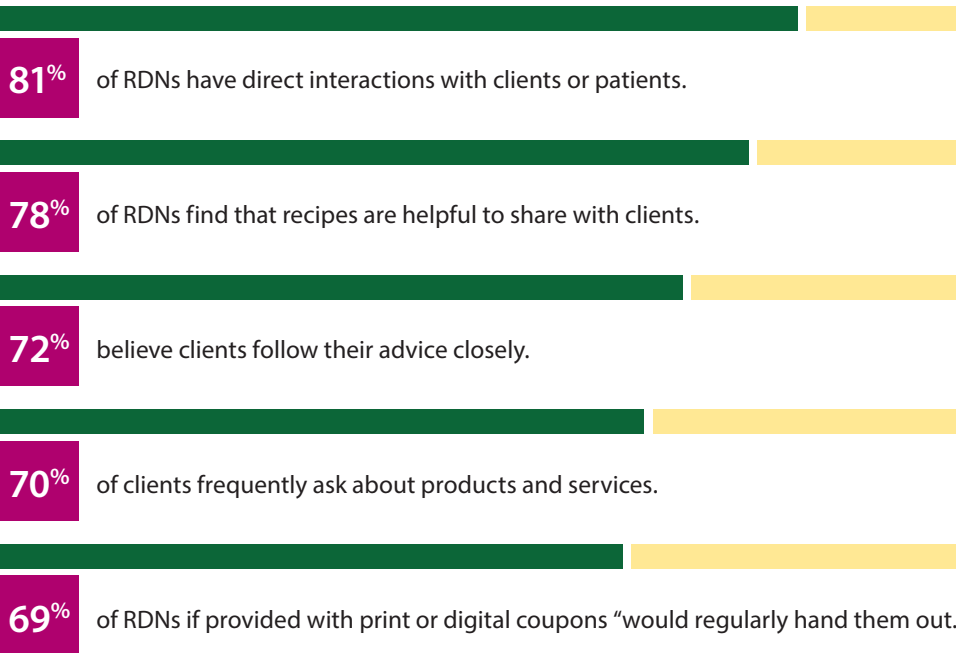 81% of RDNs have direct interactions with clients or patients.
78% of RDNs find that recipes are helpful to share with clients.
72% believe clients follow their advice closely.
70% of clients frequently ask about products and services.
69% of RDNs if provided with print or digital coupons “would regularly hand them out.